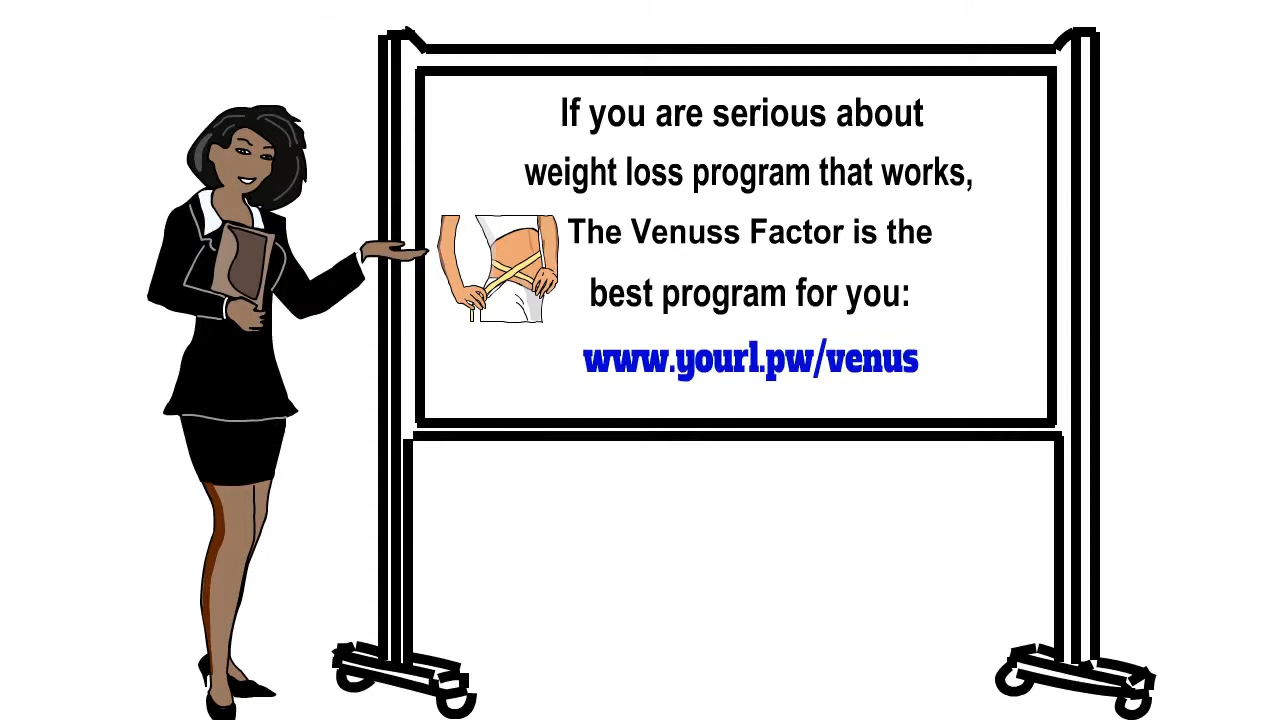 If you are serious about
weight loss program that works,
The Venuss Factor is the
best program for you:
www.yourl.pw/venus